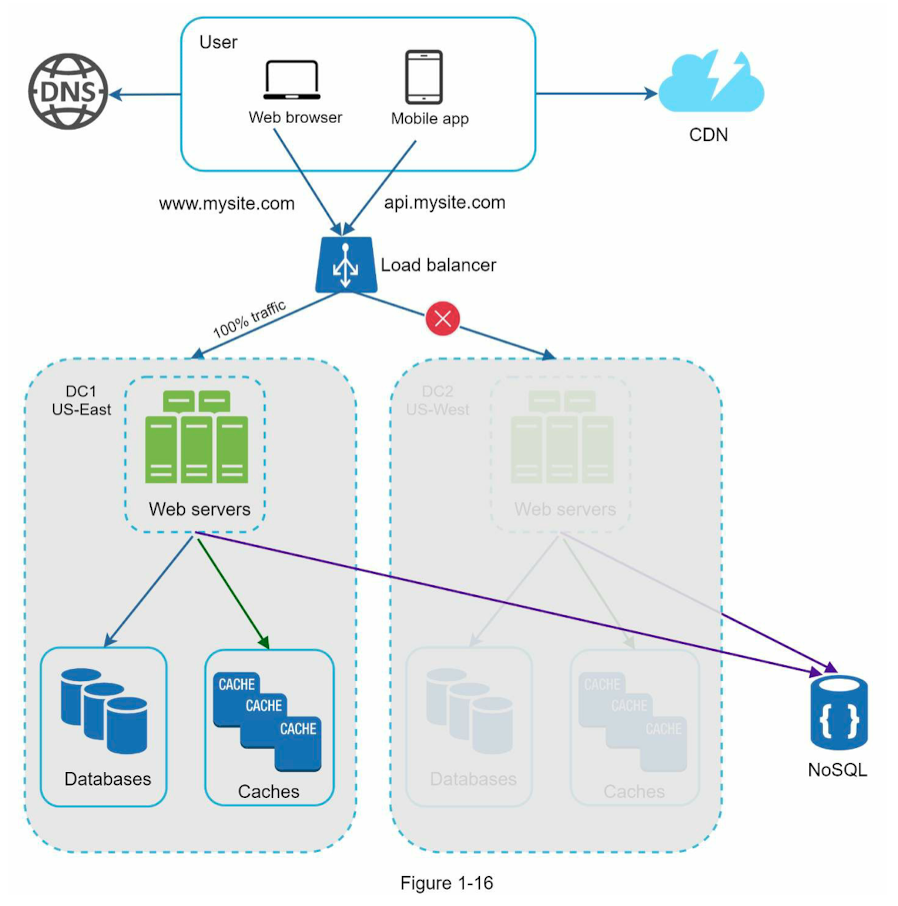 User
DNS
Web browser
Mobile app
CDN
www.mysite.com
api.mysite.com
Load balancer
100% traffic
DC1
US-East
Web servers
DC2
US-West
Web servers
CACHE
CACHE
CACHE
Databases
Caches
CACHE
CACHE
CACHE
Databases
Caches
{ }
NoSQL
Figure 1-16